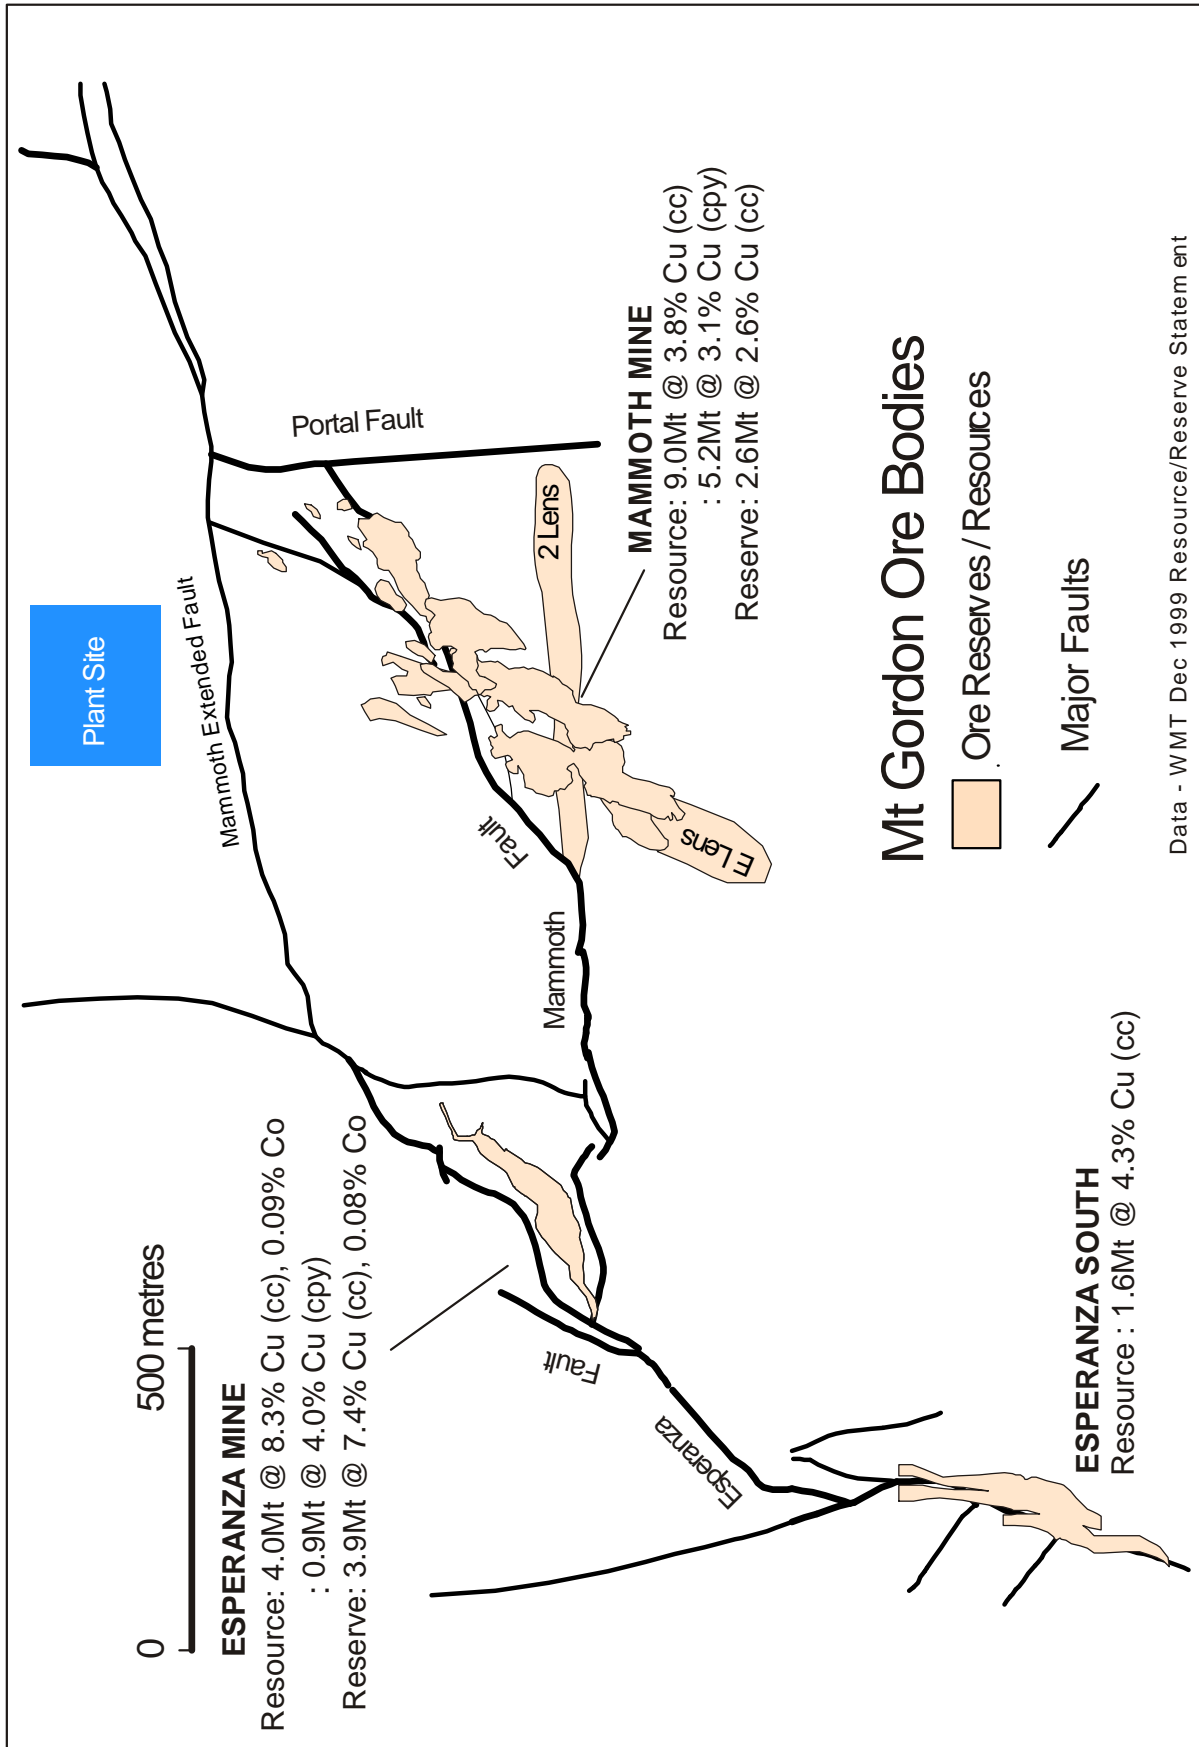 Plant Site
Mammoth Extended Fault
Portal Fault
2 Lens
Fault
E Lens
Mammoth
MAMMOTH MINE
Resource: 9.0Mt @ 3.8% Cu (cc)
: 5.2Mt @ 3.1% Cu (cpy)
Reserve: 2.6Mt @ 2.6% Cu (cc)
0 500 metres
ESPERANZA MINE
Resource: 4.0Mt @ 8.3% Cu (cc), 0.09% Co
: 0.9Mt @ 4.0% Cu (cpy)
Reserve: 3.9Mt @ 7.4% Cu (cc), 0.08% Co
Fault
Esperanza
ESPERANZA SOUTH
Resource : 1.6Mt @ 4.3% Cu (cc)
Mt Gordon Ore Bodies
. Ore Reserves / Resources
Major Faults
Data - WMT Dec 1999 Resource/Reserve Statement